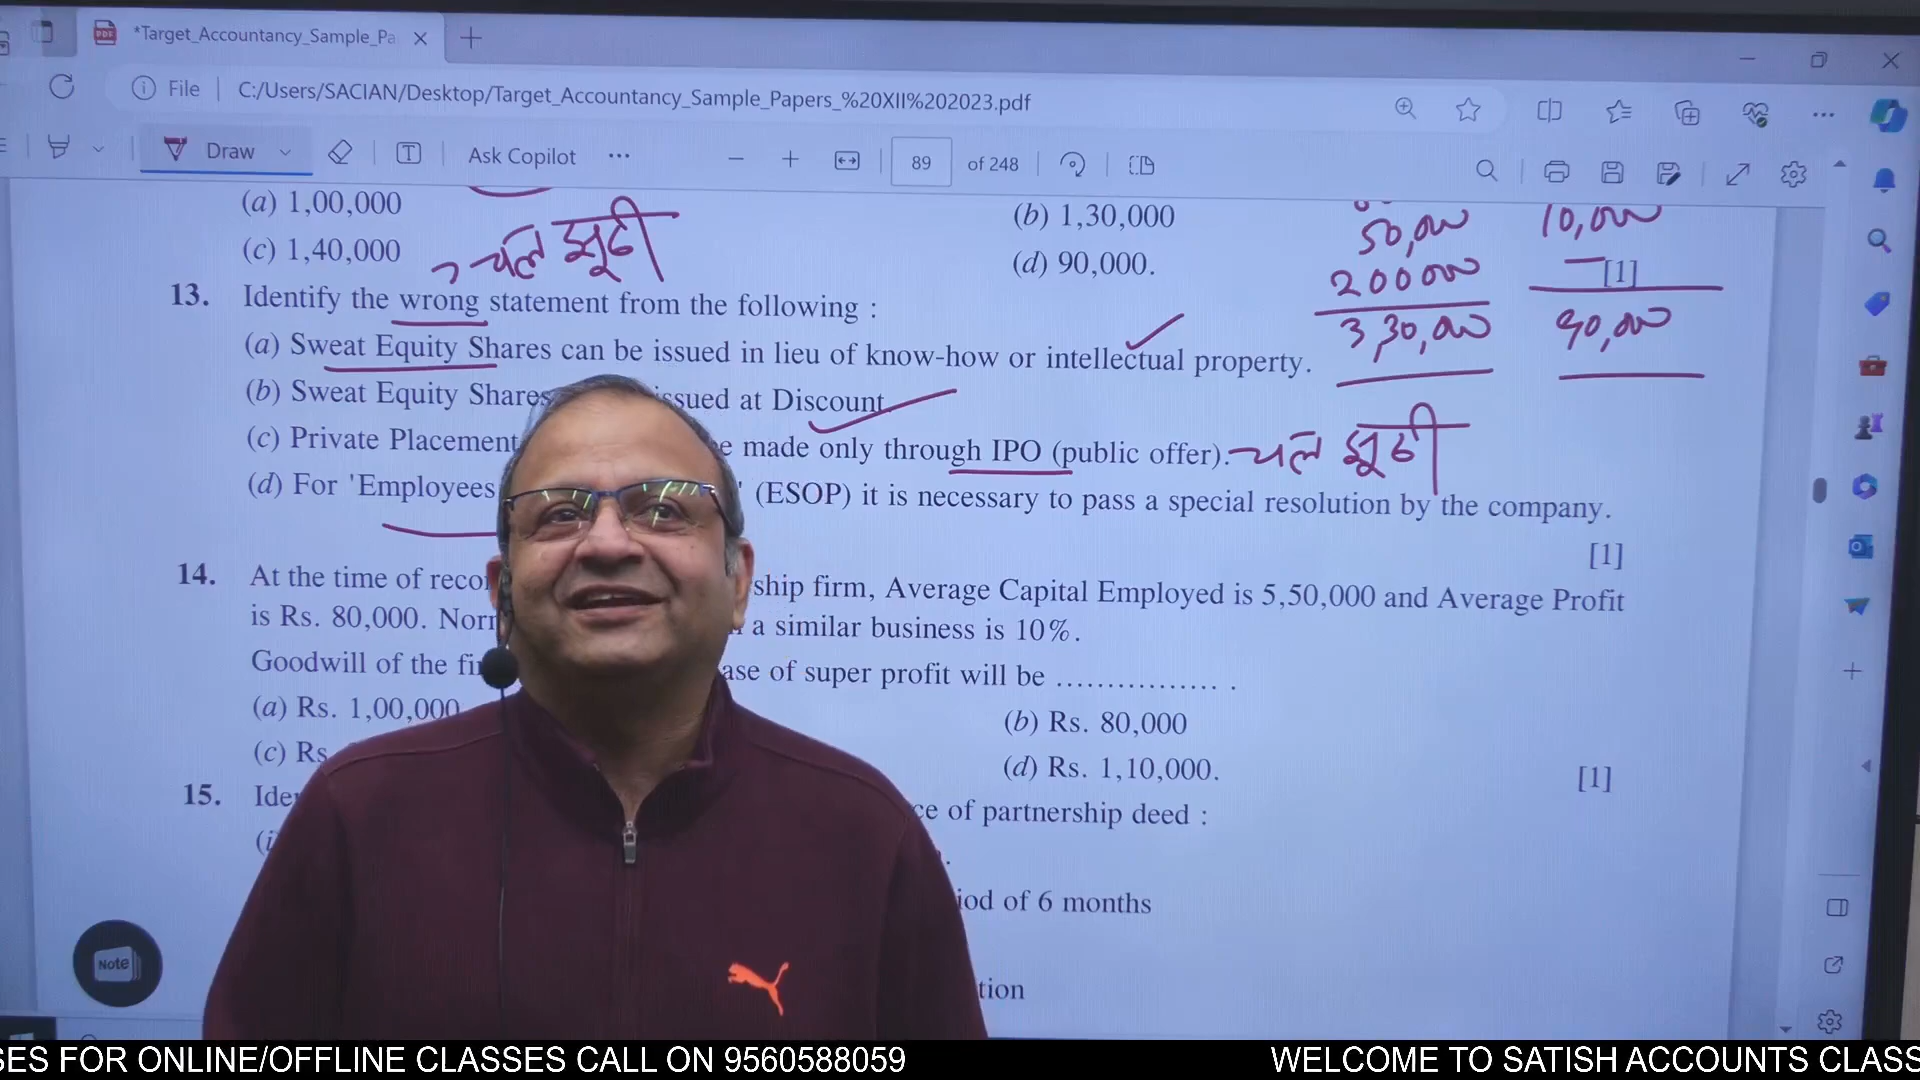 *Target_Accountancy_Sample_Pa
File C:/Users/SACIAN/Desktop/Target_Accountancy_Sample_Papers_%20XII%202023.pdf
Draw Ask Copilot 89 of 248
(a) 1,00,000 (b) 1,30,000
(c) 1,40,000 (d) 90,000.
50,000 10,000
200000 [1]
3,30,000 90,000
चल झूठी
13. Identify the wrong statement from the following :
(a) Sweat Equity Shares can be issued in lieu of know-how or intellectual property.
(b) Sweat Equity Shares ssued at Discount
(c) Private Placement e made only through IPO (public offer). चल झूठी
(d) For 'Employees ' (ESOP) it is necessary to pass a special resolution by the company.
[1]
14. At the time of reco ship firm, Average Capital Employed is 5,50,000 and Average Profit
is Rs. 80,000. Nor a similar business is 10%.
Goodwill of the fi ase of super profit will be ................ .
(a) Rs. 1,00,000 (b) Rs. 80,000
(c) Rs (d) Rs. 1,10,000.
[1]
15. Ide ce of partnership deed :
(i
iod of 6 months
tion
Note
PDF
SES FOR ONLINE/OFFLINE CLASSES CALL ON 9560588059 WELCOME TO SATISH ACCOUNTS CLASS